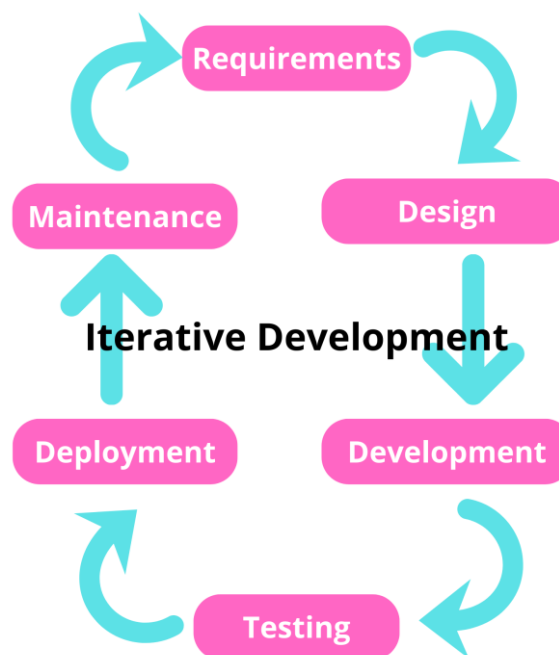 Requirements
Maintenance
Design
Iterative Development
Deployment
Development
Testing